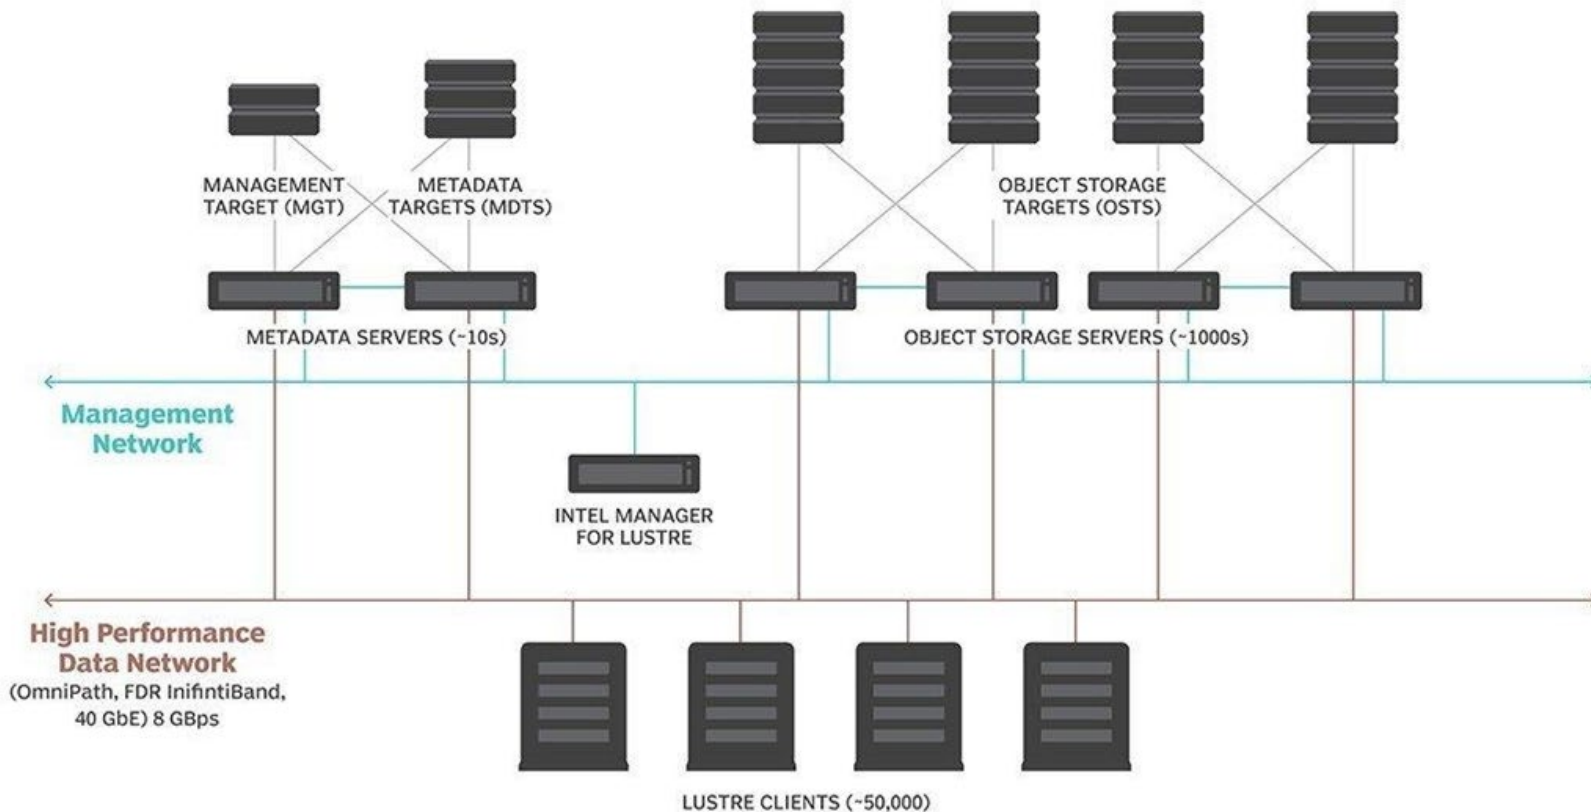 MANAGEMENT
TARGET (MGT)
METADATA
TARGETS (MDTS)
OBJECT STORAGE
TARGETS (OSTS)
METADATA SERVERS (~10s)
OBJECT STORAGE SERVERS (~1000s)
Management
Network
INTEL MANAGER
FOR LUSTRE
High Performance
Data Network
(OmniPath, FDR InifintiBand,
40 GbE) 8 GBps
LUSTRE CLIENTS (~50,000)